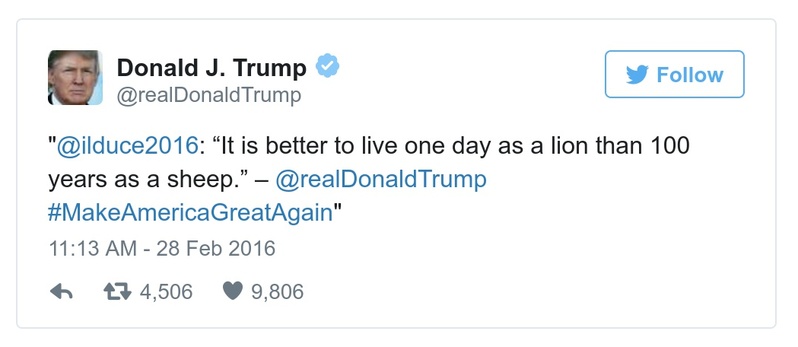 Donald J. Trump
@realDonaldTrump
Follow
"@ilduce2016: “It is better to live one day as a lion than 100
years as a sheep.” – @realDonaldTrump
#MakeAmericaGreatAgain"
11:13 AM - 28 Feb 2016
4,506 9,806